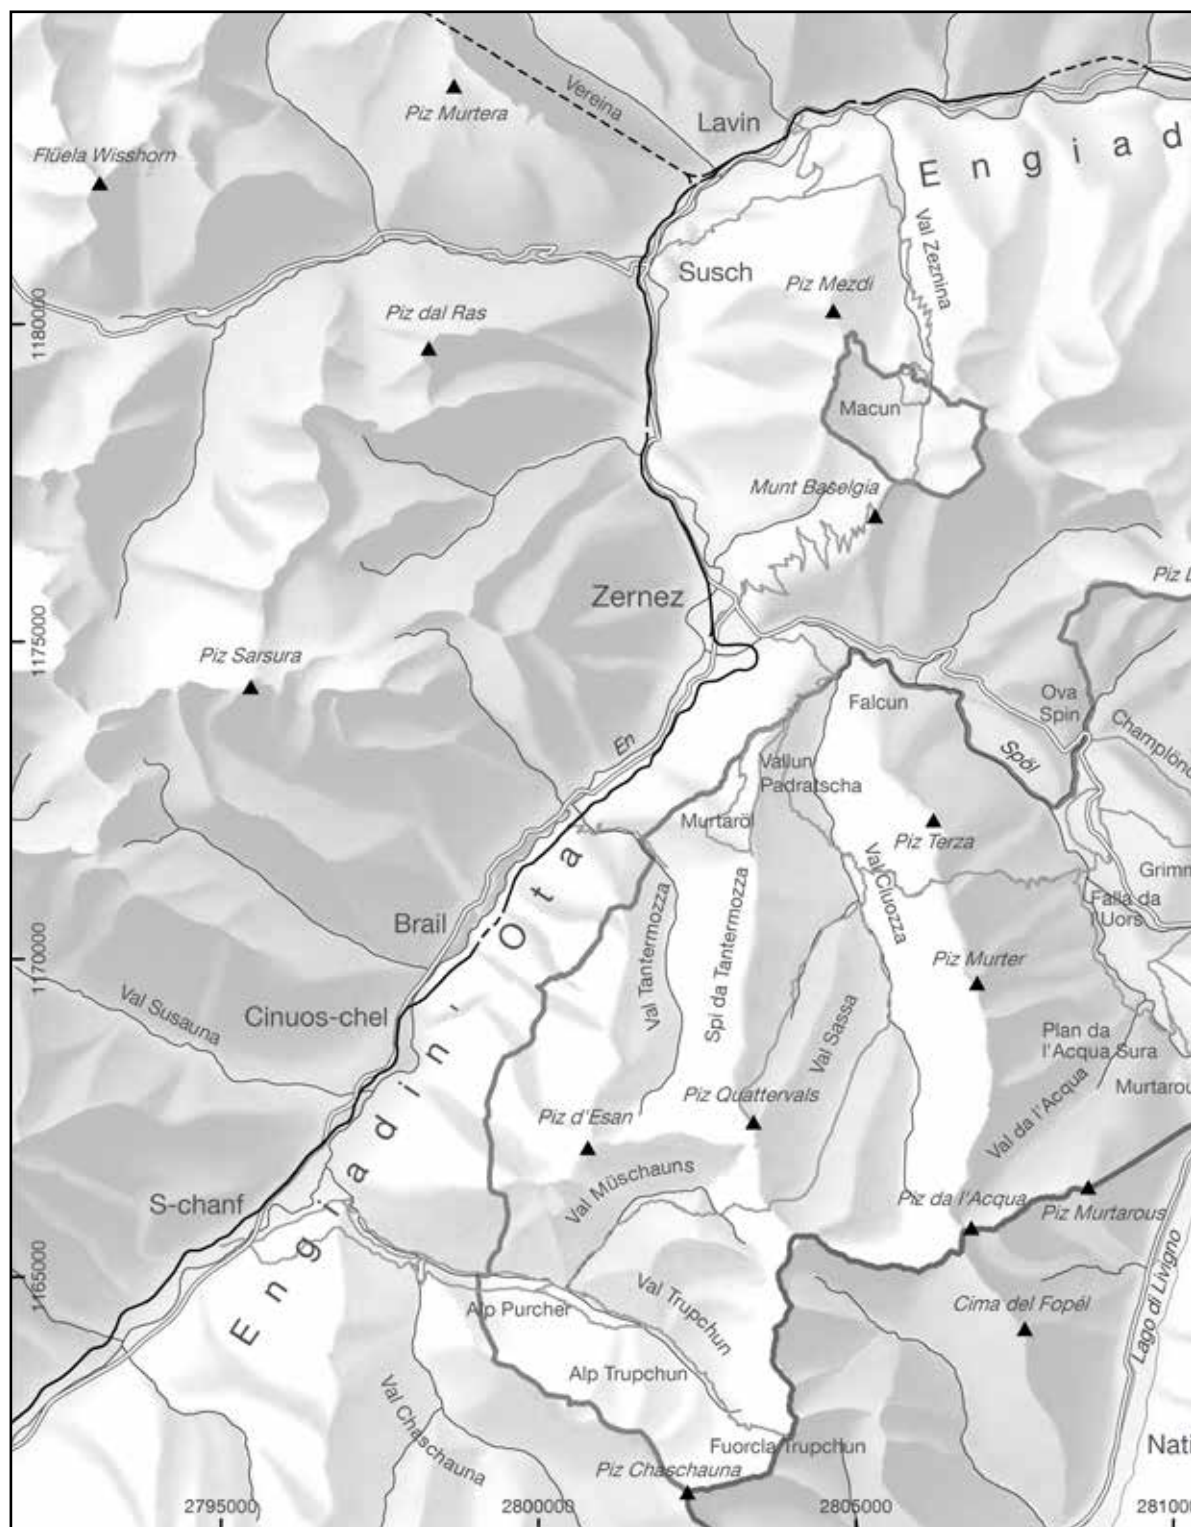 Vereina
Piz Murtera
Lavin
Flüela Wisshorn
Engiad
Val Zeznina
Susch
Piz Mezdi
Piz dal Ras
1180000
Macun
Munt Baselgia
Piz
Zernez
1175000
Piz Sarsura
Ova
Spin
Falcun
Champlönc
En
Spöl
Vallun
Padratscha
Murtaröl
Piz Terza
Val Cluozza
Grimm
Falla da
l'Uors
Engiadin'Ota
Brail
Val Tantermozza
Spi da Tantermozza
1170000
Piz Murter
Val Susauna
Cinuos-chel
Val Sassa
Plan da
l'Acqua Sura
Murtarou
Val da l'Acqua
Piz d'Esan
Piz Quattervals
Val Müschauns
S-chanf
Piz da l'Acqua
Piz Murtarous
1165000
Alp Purcher
Val Trupchun
Cima del Fopél
Lago di Livigno
Alp Trupchun
Val Chaschauna
Fuorcla Trupchun
Nati
Piz Chaschauna
2795000
2800000
2805000
281000